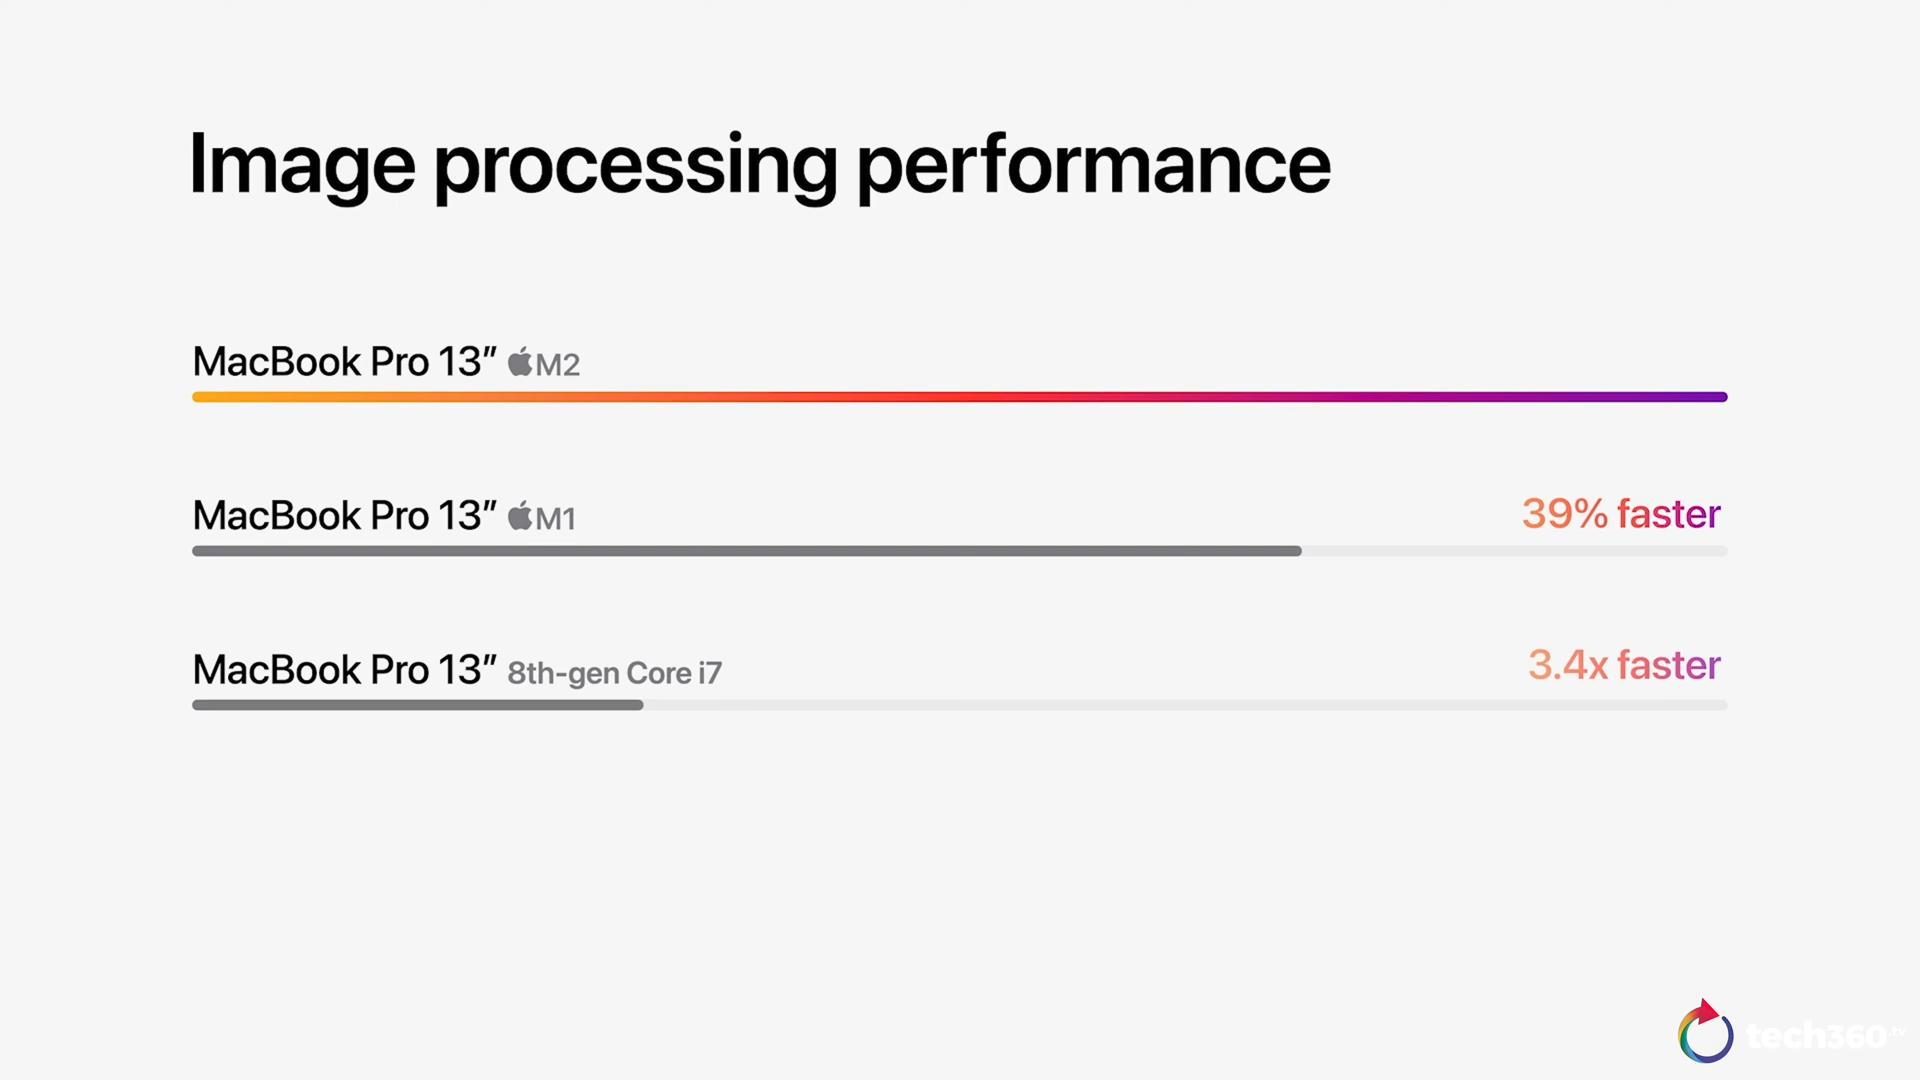 Image processing performance
MacBook Pro 13” M2
MacBook Pro 13” M1
39% faster
MacBook Pro 13” 8th-gen Core i7
3.4x faster
tech360.tv